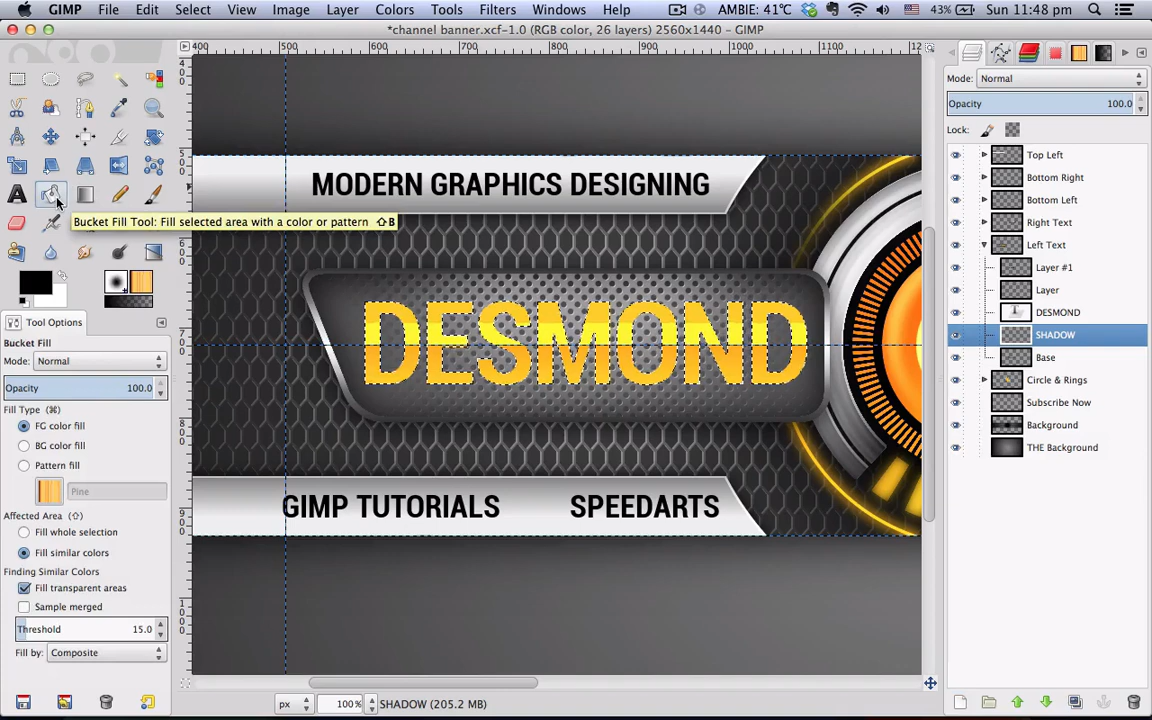 GIMP File Edit Select View Image Layer Colors Tools Filters Windows Help AMBIE: 41°C 43% Sun 11:48 pm
*channel banner.xcf-1.0 (RGB color, 26 layers) 2560x1440 – GIMP
400 500 600 700 800 900 1000 1100 12
Mode: Normal
Opacity 100.0
Lock:
Top Left
Bottom Right
Bottom Left
Right Text
Left Text
Layer #1
Layer
DESMOND
SHADOW
Base
Circle & Rings
Subscribe Now
Background
THE Background
MODERN GRAPHICS DESIGNING
Bucket Fill Tool: Fill selected area with a color or pattern ⇧B
DESMOND
GIMP TUTORIALS SPEEDARTS
Tool Options
Bucket Fill
Mode: Normal
Opacity 100.0
Fill Type (⌘)
FG color fill
BG color fill
Pattern fill
Pine
Affected Area (⇧)
Fill whole selection
Fill similar colors
Finding Similar Colors
Fill transparent areas
Sample merged
Threshold 15.0
Fill by: Composite
px 100% SHADOW (205.2 MB)